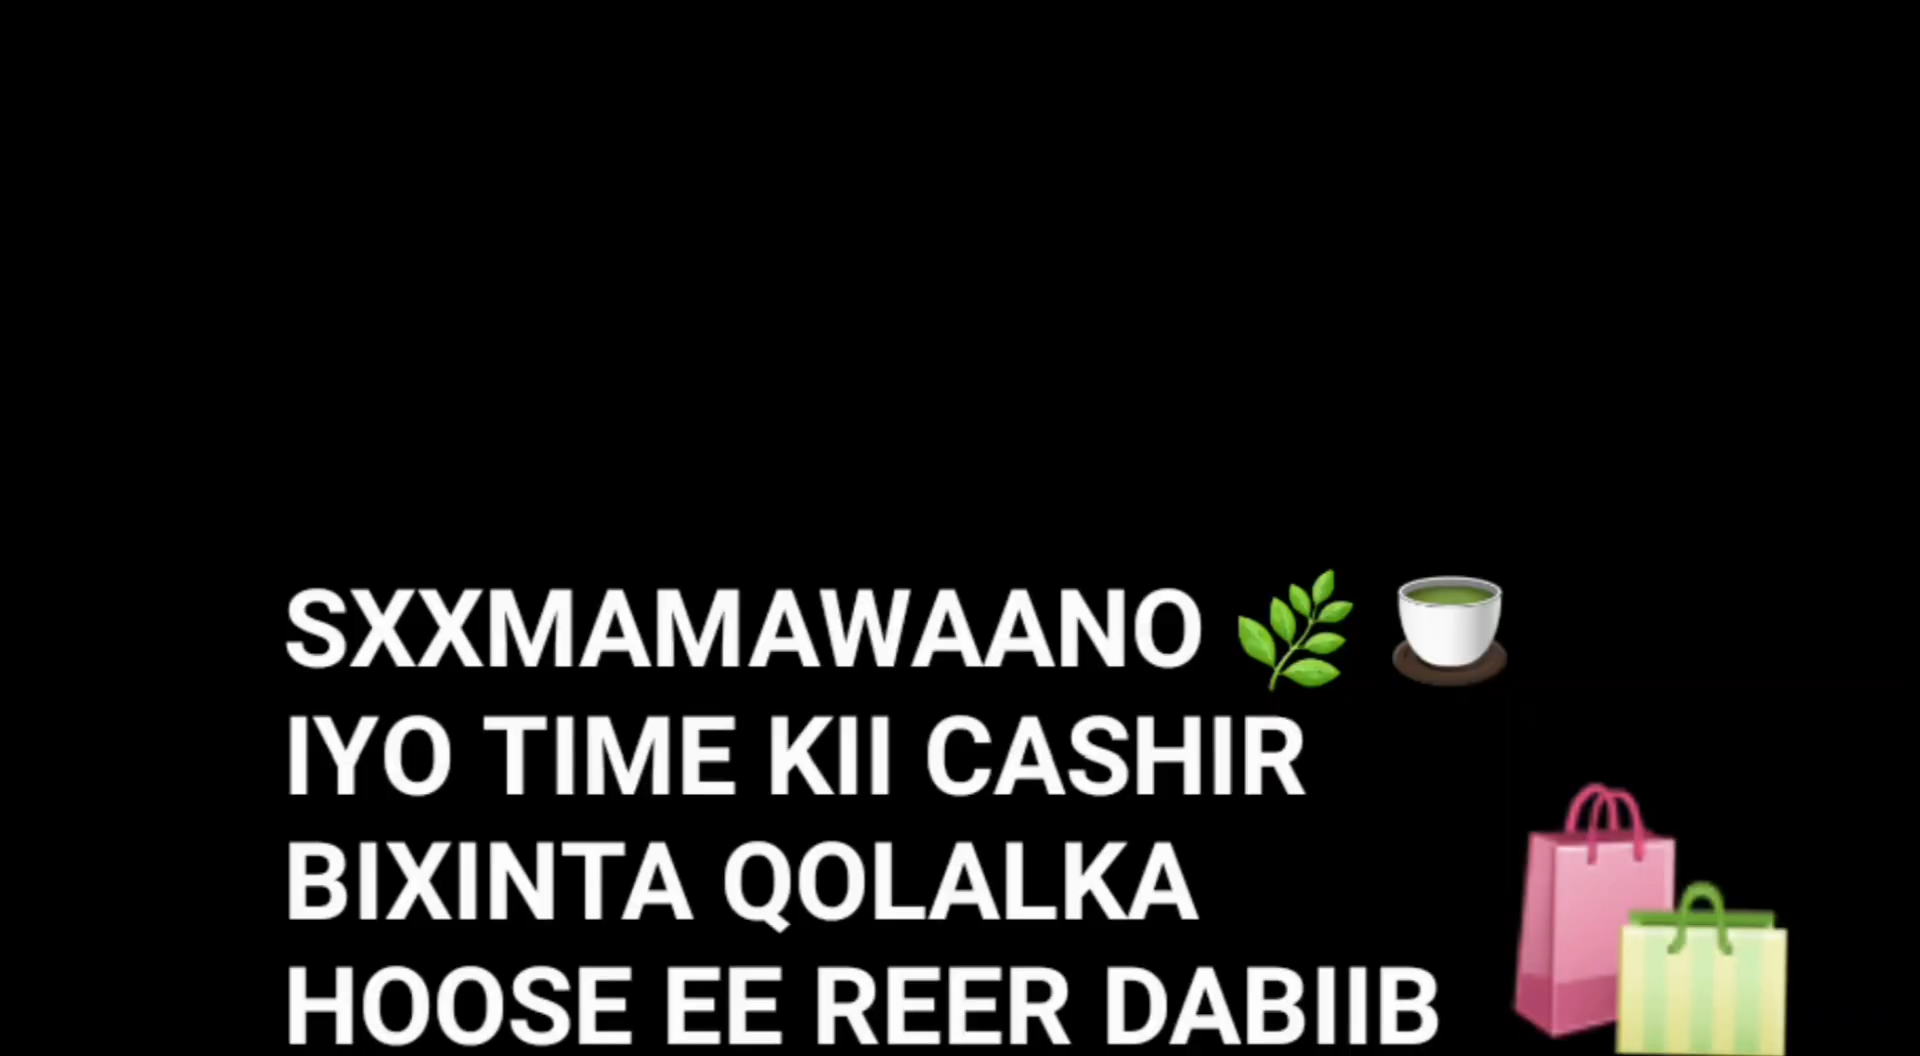 SXXMAMAWAANO 🌿 🍵
IYO TIME KII CASHIR
BIXINTA QOLALKA
HOOSE EE REER DABIIB 🛍️